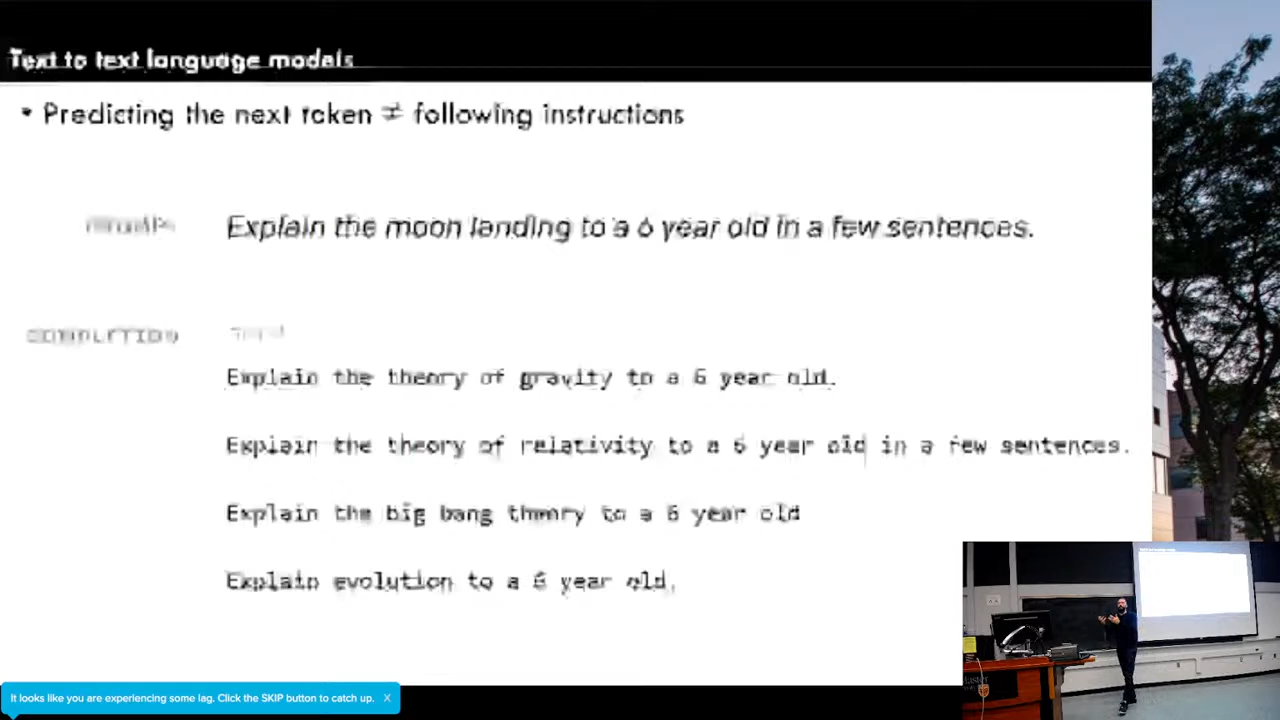 Text to text language models
• Predicting the next token ≠ following instructions
PROMPT Explain the moon landing to a 6 year old in a few sentences.
COMPLETION
Explain the theory of gravity to a 6 year old.
Explain the theory of relativity to a 6 year old in a few sentences.
Explain the big bang theory to a 6 year old
Explain evolution to a 6 year old.
It looks like you are experiencing some lag. Click the SKIP button to catch up. X